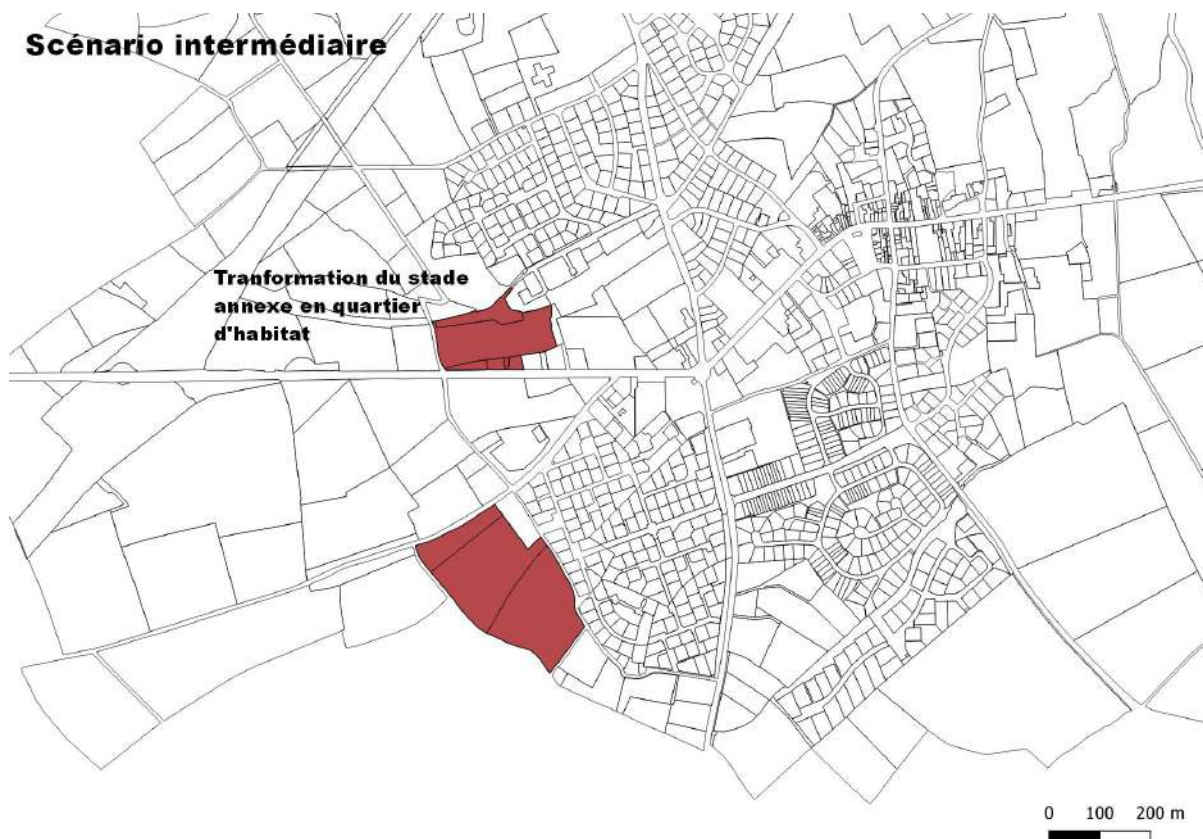 Scénario intermédiaire
Tranformation du stade
annexe en quartier
d'habitat
0 100 200 m